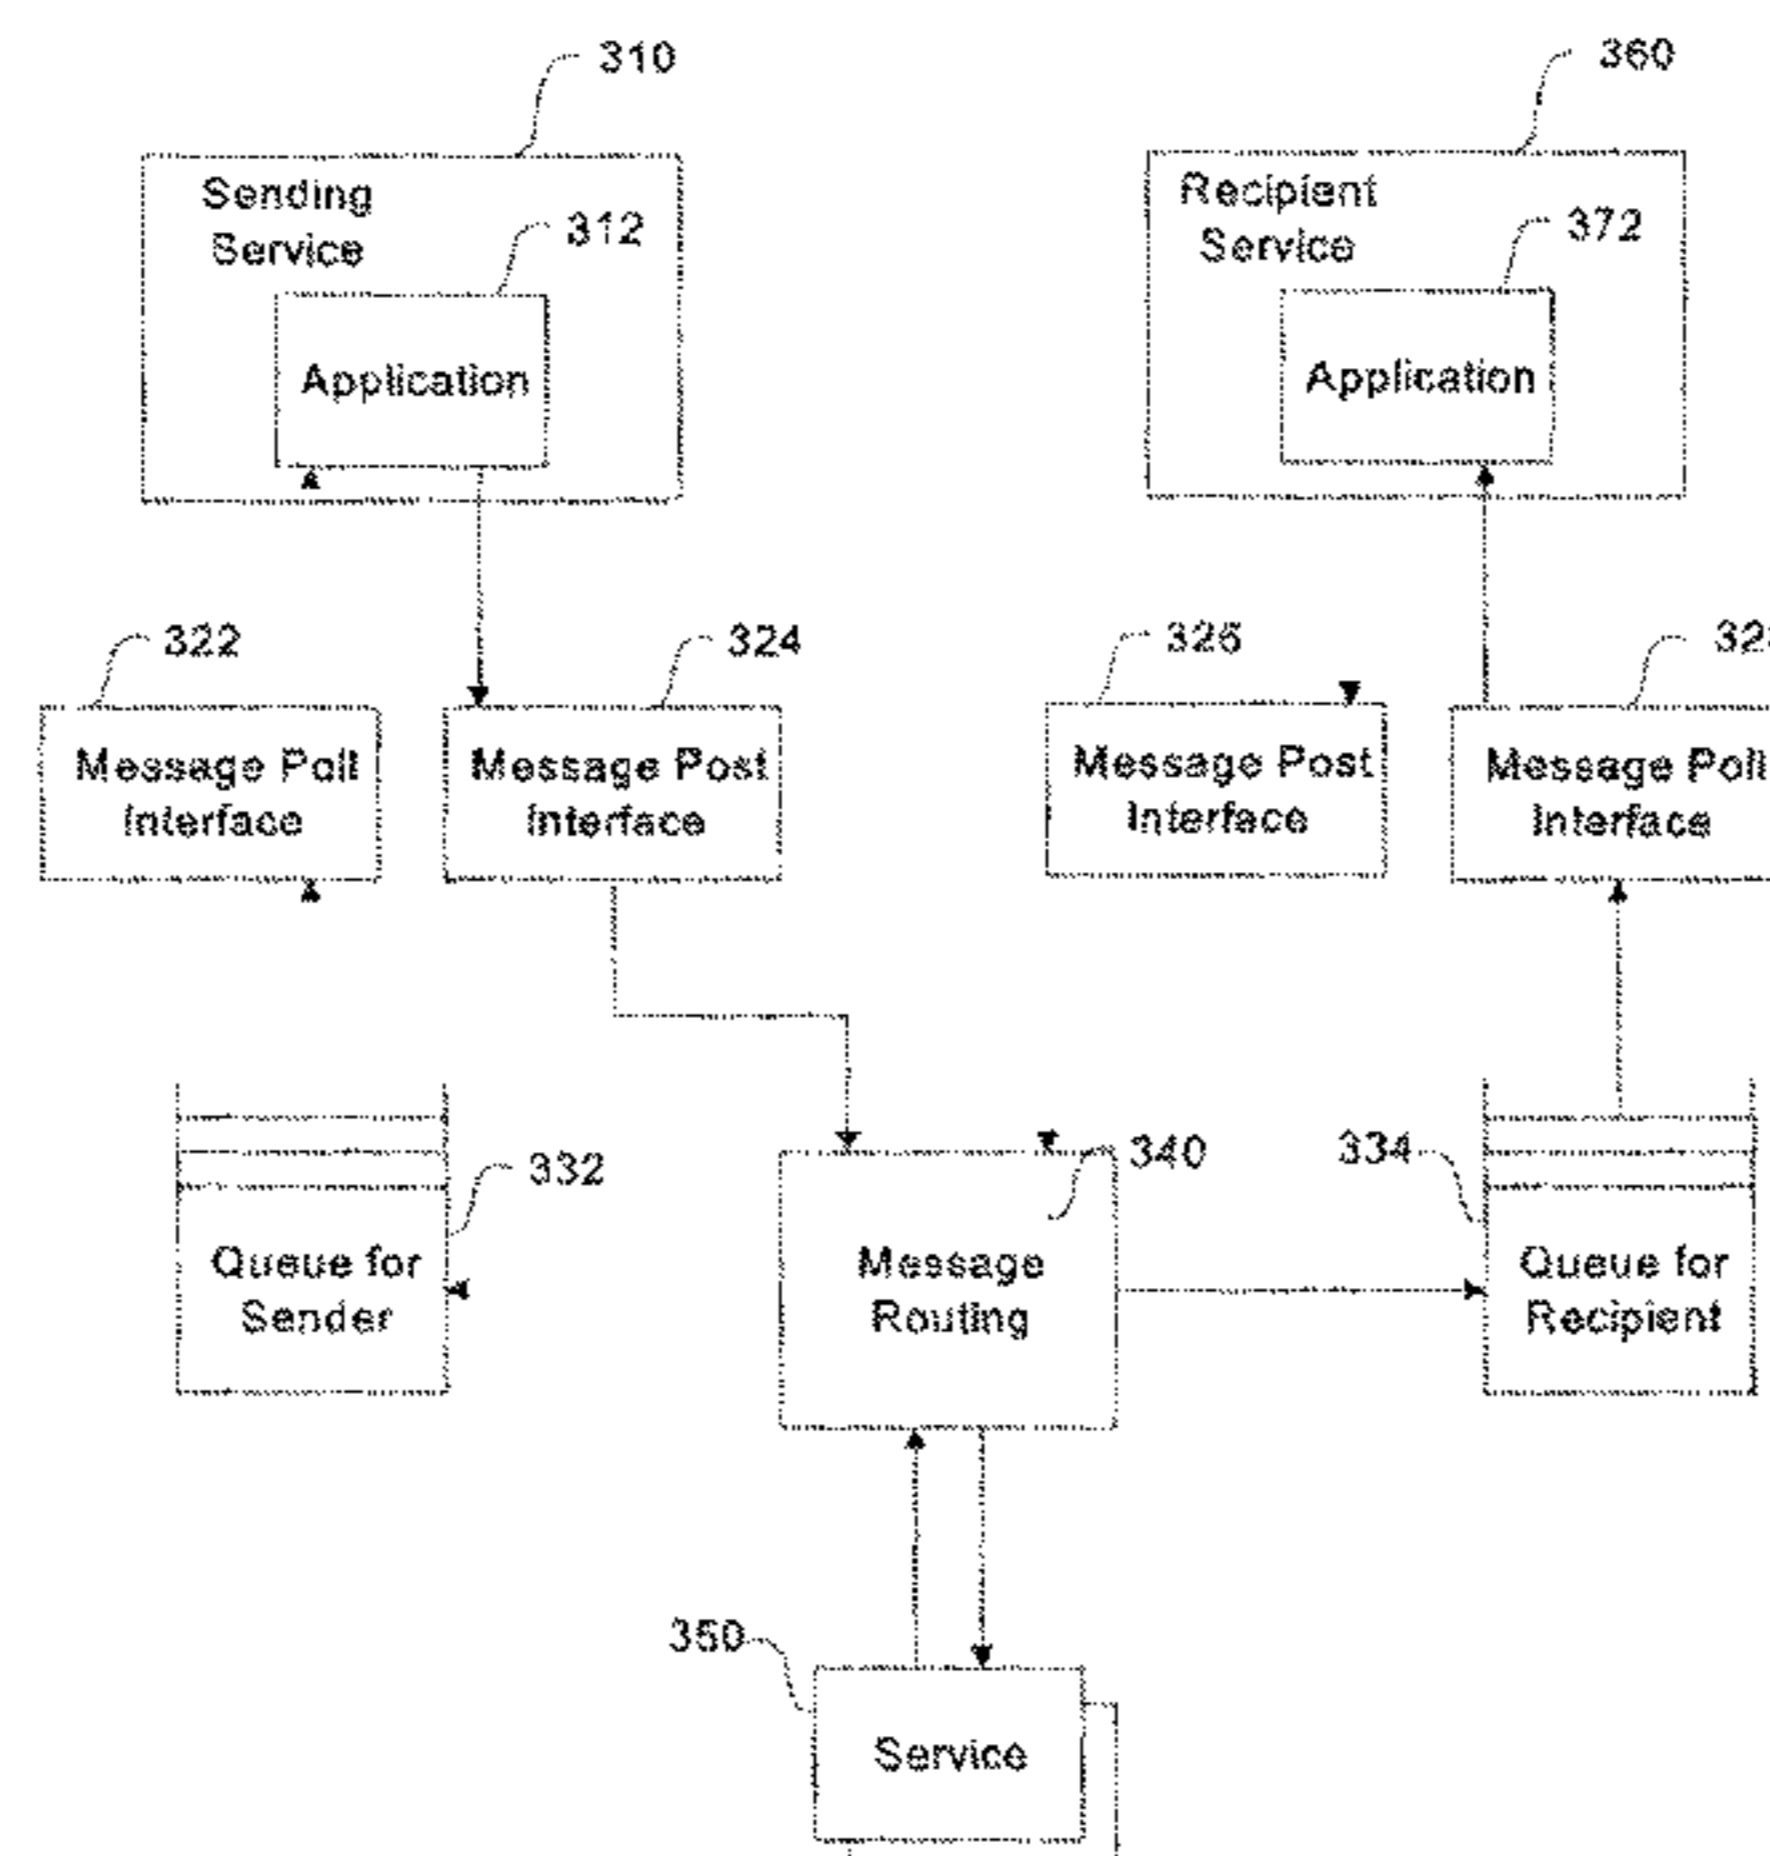 310
360
Sending
Service
312
Recipient
Service
372
Application
Application
322
324
326
Message Poll
Interface
Message Post
Interface
Message Post
Interface
Message Poll
Interface
332
340
334
Queue for
Sender
Message
Routing
Queue for
Recipient
350
Service